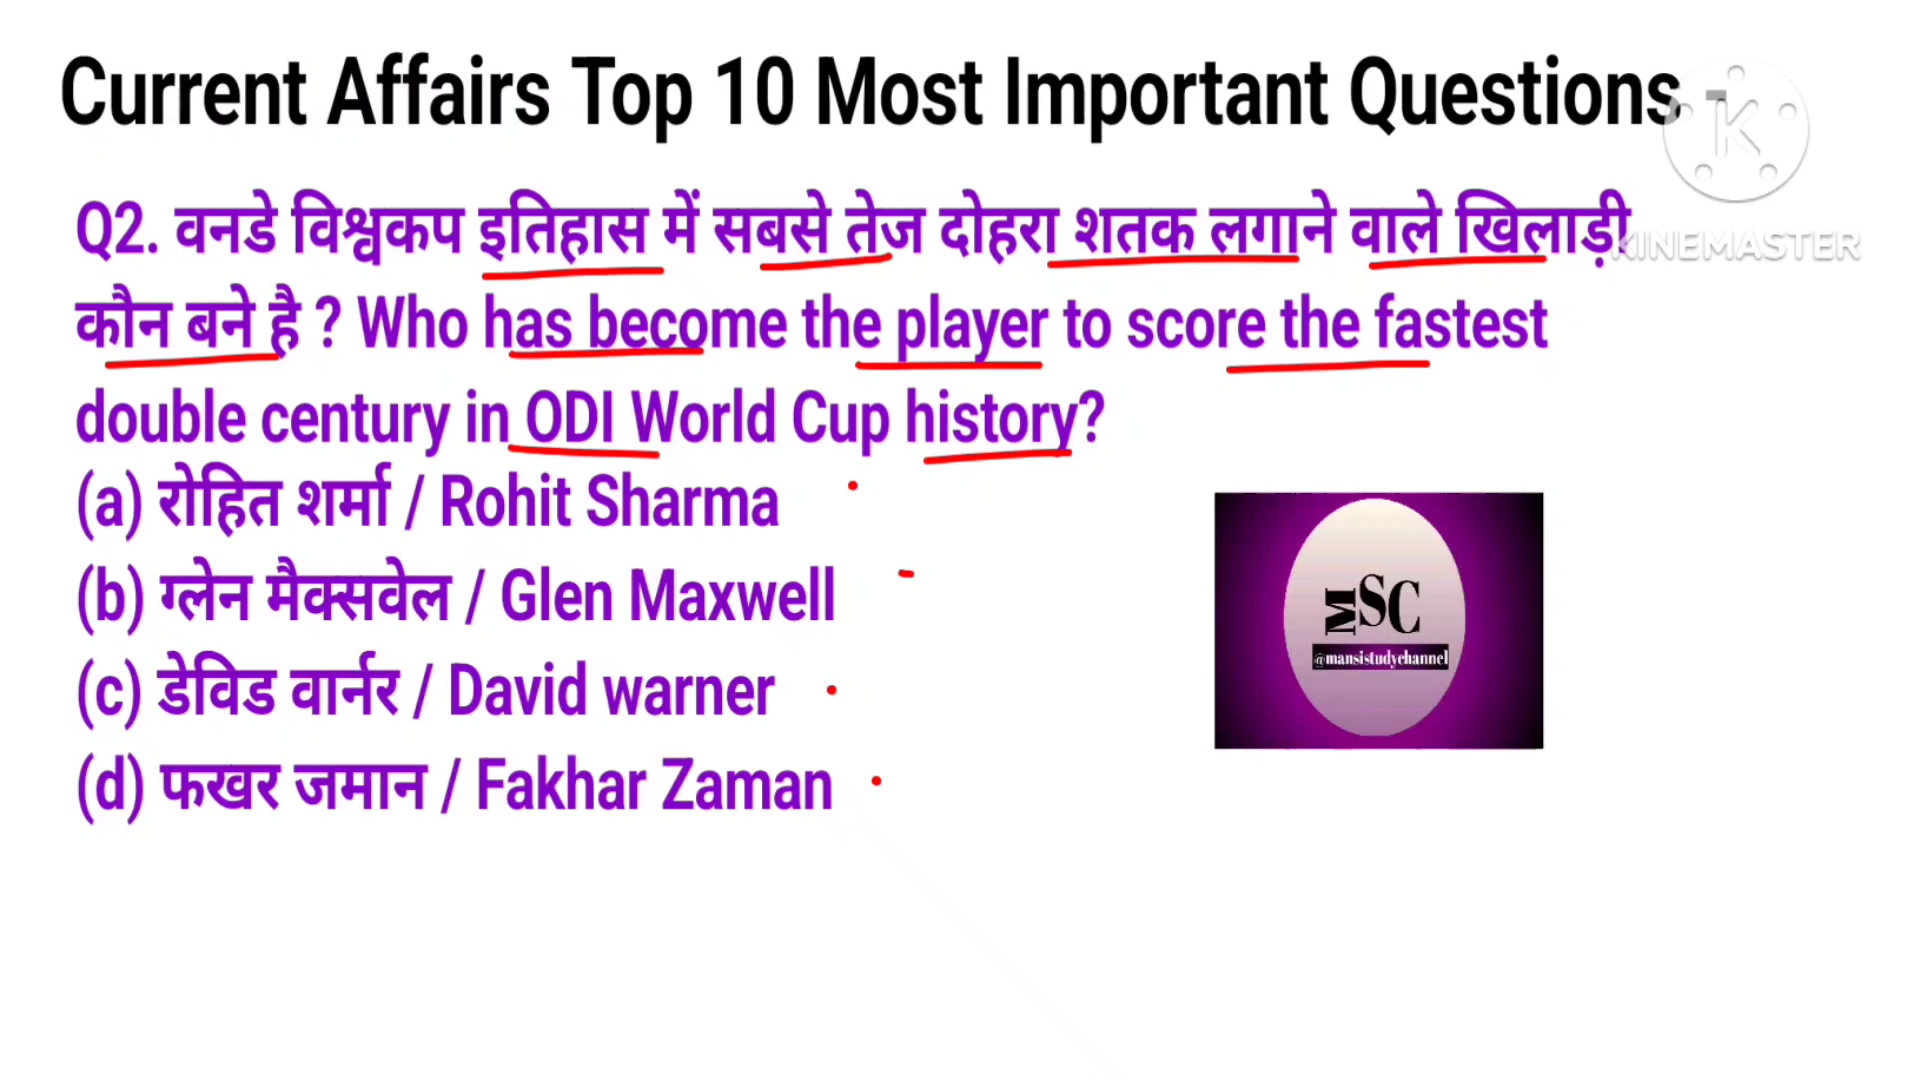 Current Affairs Top 10 Most Important Questions -
Q2. वनडे विश्वकप इतिहास में सबसे तेज दोहरा शतक लगाने वाले खिलाड़ी
कौन बने है ? Who has become the player to score the fastest
double century in ODI World Cup history?
(a) रोहित शर्मा / Rohit Sharma
(b) ग्लेन मैक्सवेल / Glen Maxwell
(c) डेविड वार्नर / David warner
(d) फखर जमान / Fakhar Zaman
K
KINEMASTER
MSC
@mansistudychannel